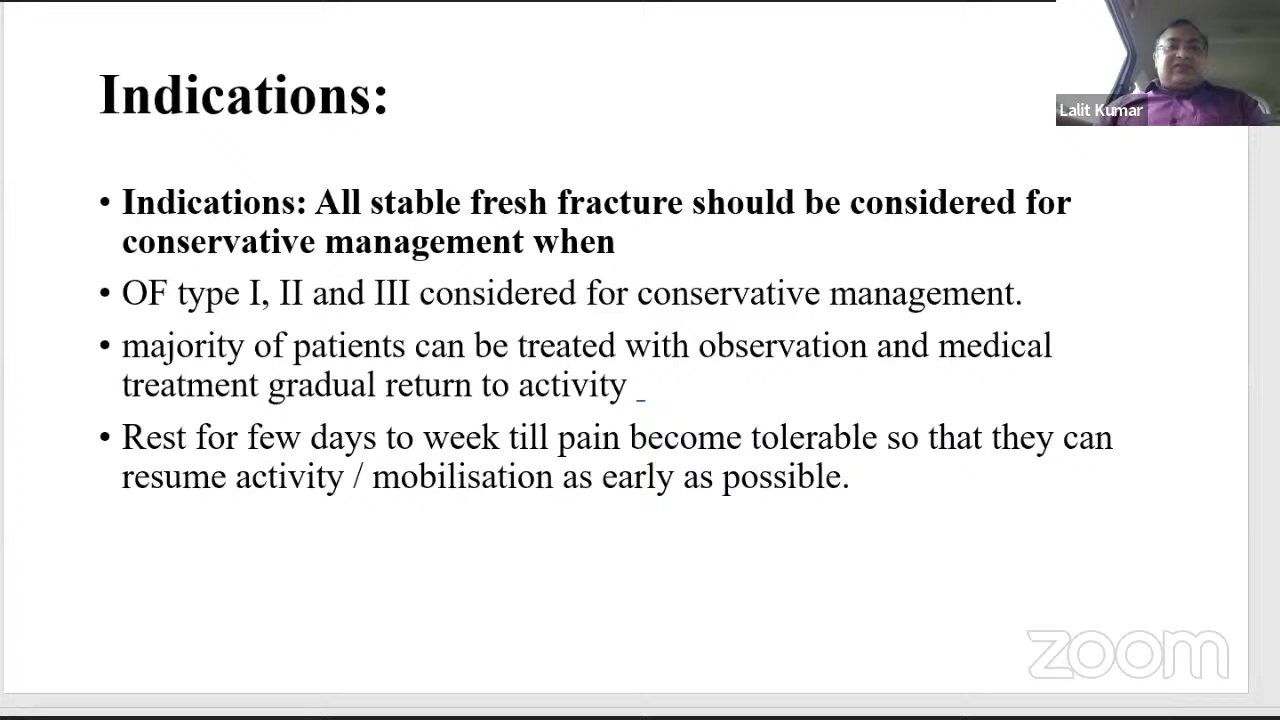 Indications:
Lalit Kumar
• Indications: All stable fresh fracture should be considered for
conservative management when
• OF type I, II and III considered for conservative management.
• majority of patients can be treated with observation and medical
treatment gradual return to activity _
• Rest for few days to week till pain become tolerable so that they can
resume activity / mobilisation as early as possible.
zoom